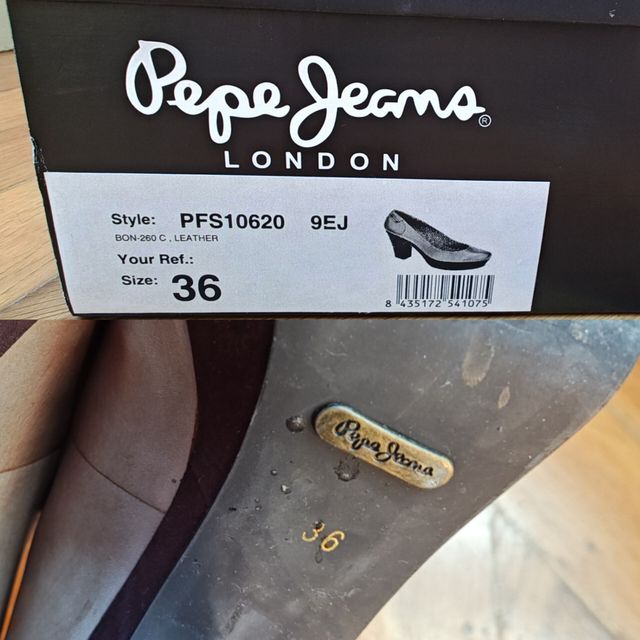 Pepe Jeans®
LONDON
Style: PFS10620 9EJ
BON-260 C , LEATHER
Your Ref.:
Size: 36
8 435172 541075
Pepe Jeans
36